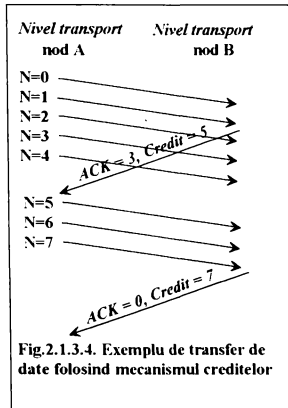 Nivel transport Nivel transport
nod A nod B
N=0
N=1
N=2
N=3
N=4
ACK = 3, Credit = 5
N=5
N=6
N=7
ACK = 0, Credit = 7
Fig.2.1.3.4. Exemplu de transfer de
date folosind mecanismul creditelor